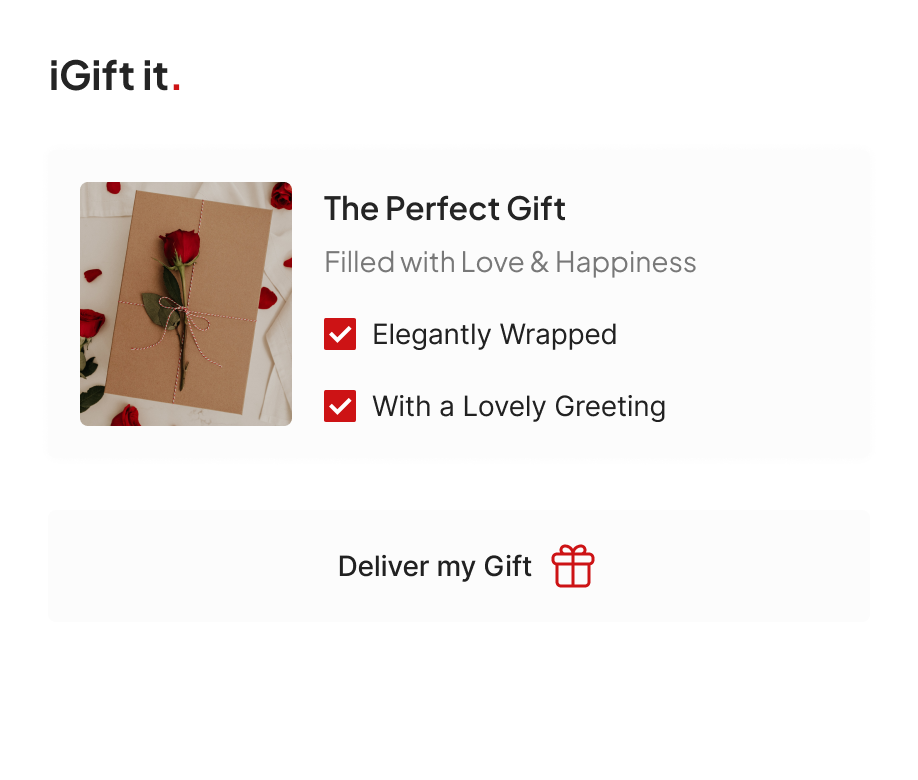 iGift it.
The Perfect Gift
Filled with Love & Happiness
Elegantly Wrapped
With a Lovely Greeting
Deliver my Gift